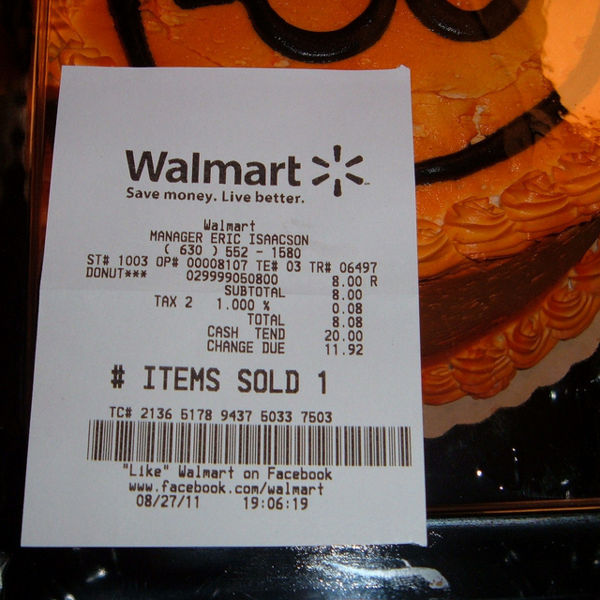 Walmart
Save money. Live better.
Walmart
MANAGER ERIC ISAACSON
( 630 ) 552 - 1580
ST# 1003 OP# 00008107 TE# 03 TR# 06497
DONUT*** 029999060800 8.00 R
SUBTOTAL 8.00
TAX 2 1.000 % 0.08
TOTAL 8.08
CASH TEND 20.00
CHANGE DUE 11.92
# ITEMS SOLD 1
TC# 2136 5178 9437 5033 7503
"Like" Walmart on Facebook
www.facebook.com/walmart
08/27/11 19:06:19